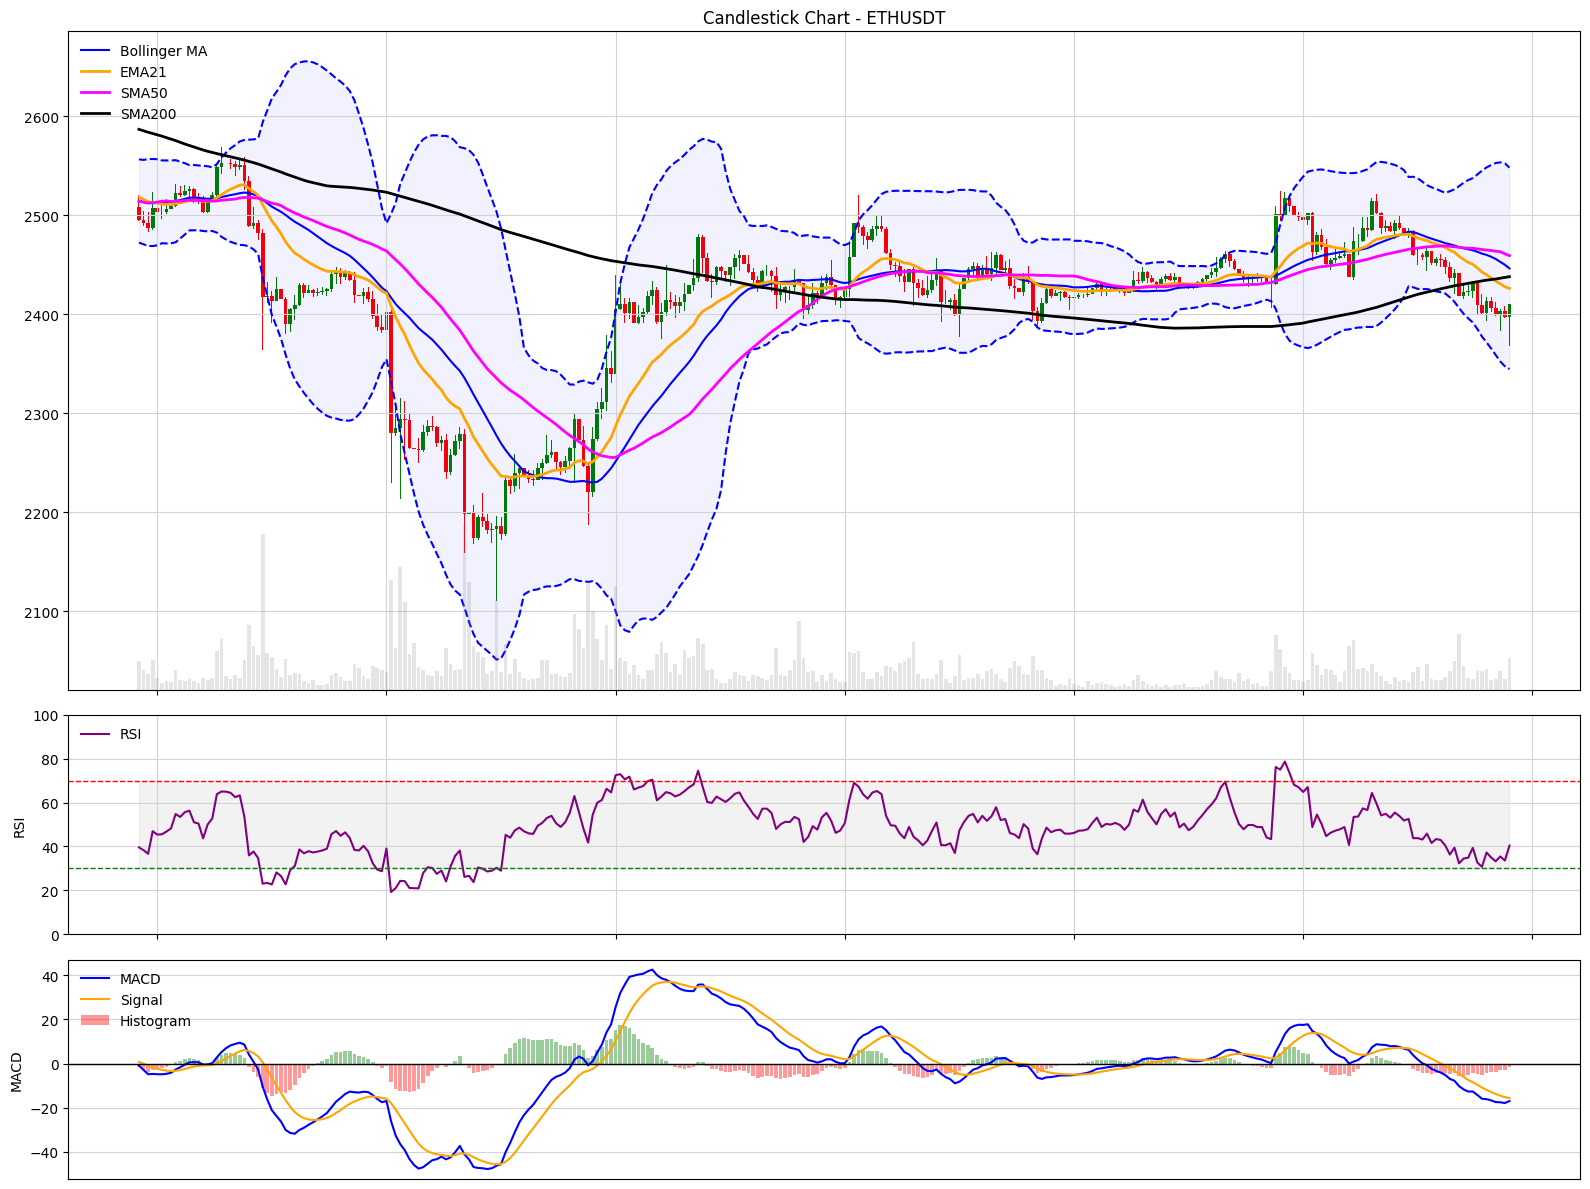 Candlestick Chart - ETHUSDT
Bollinger MA
EMA21
SMA50
SMA200
2600
2500
2400
2300
2200
2100
RSI
100
80
60
40
20
0
RSI
MACD
Signal
Histogram
40
20
0
−20
−40
MACD